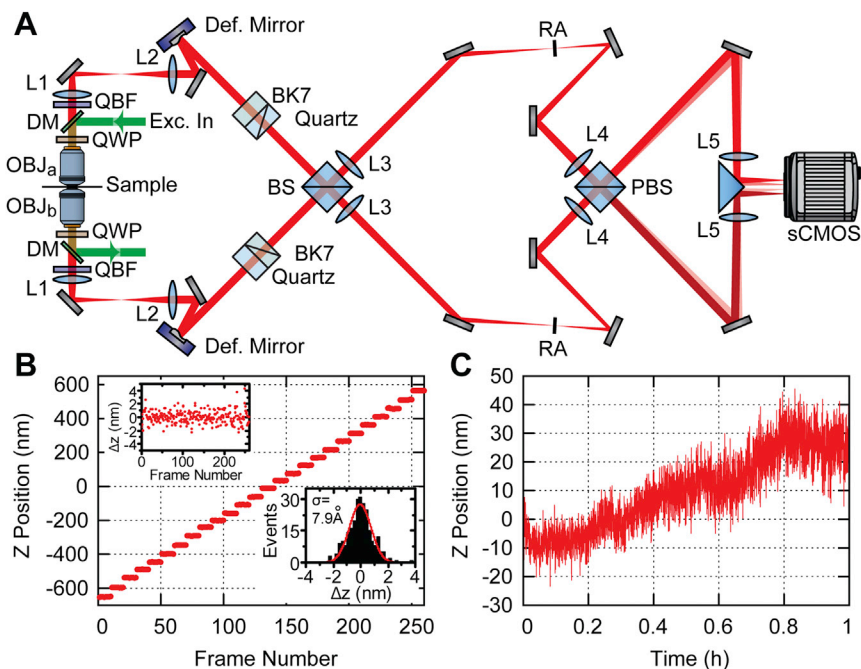 A
Def. Mirror
L2
L1
QBF
DM
Exc. In
QWP
OBJa
Sample
OBJb
QWP
DM
QBF
L1
L2
Def. Mirror
BK7
Quartz
BS
BK7
Quartz
L3
L3
RA
RA
L4
L4
PBS
L5
L5
sCMOS
B
Z Position (nm)
600
400
200
0
-200
-400
-600
0
50
100
150
200
250
Frame Number
Δz (nm)
4
2
0
-2
-4
0
100
200
Frame Number
Events
30
15
0
σ=
7.9Å
-4
-2
0
2
4
Δz (nm)
C
Z Position (nm)
50
40
30
20
10
0
-10
-20
-30
0
0.2
0.4
0.6
0.8
1
Time (h)